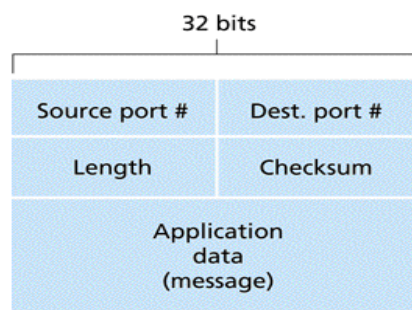 32 bits
Source port #
Dest. port #
Length
Checksum
Application
data
(message)